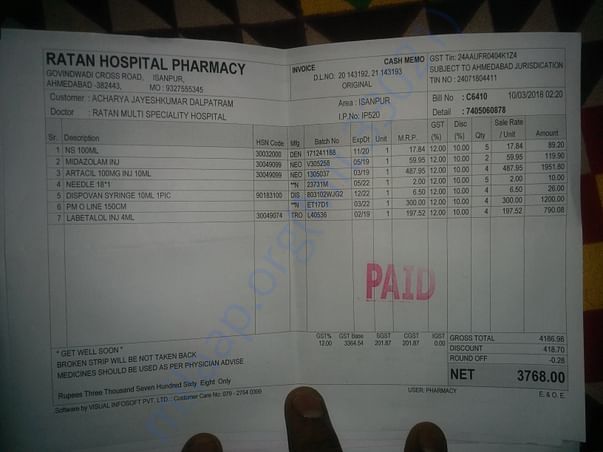 RATAN HOSPITAL PHARMACY
GOVINDWADI CROSS ROAD, ISANPUR,
AHMEDABAD -382443, MO : 9327555345
INVOICE CASH MEMO
D.L.NO. 20 143192, 21 143193
ORIGINAL
GST Tin: 24AAUFR0404K1Z4
SUBJECT TO AHMEDABAD JURISDICATION
TIN NO : 24071804411
Customer : ACHARYA JAYESHKUMAR DALPATRAM
Doctor : RATAN MULTI SPECIALITY HOSPITAL
Area : ISANPUR
I.P.No: IP520
Bill No : C6410 10/03/2018 02:20
Detail : 7405060878
Sr. Description HSN Code Mfg Batch No ExpDt Unit M.R.P. GST (%) Disc (%) Qty Sale Rate / Unit Amount
1 NS 100ML 30032000 DEN 171241188 11/20 1 17.84 12.00 10.00 5 17.84 89.20
2 MIDAZOLAM INJ 30049099 NEO V305258 05/19 1 59.95 12.00 10.00 2 59.95 119.90
3 ARTACIL 100MG INJ 10ML 30049099 NEO 1305037 03/19 1 487.95 12.00 10.00 4 487.95 1951.80
4 NEEDLE 18*1 **N 23731M 05/22 1 2.00 12.00 10.00 5 2.00 10.00
5 DISPOVAN SYRINGE 10ML 1PIC 90183100 DIS 803102WJG2 12/22 1 6.50 12.00 10.00 4 6.50 26.00
6 PM O LINE 150CM **N ET17D1 03/22 1 300.00 12.00 10.00 4 300.00 1200.00
7 LABETALOL INJ 4ML 30049074 TRO L40536 02/19 1 197.52 12.00 10.00 4 197.52 790.08
PAID
GST% GST Base SGST CGST IGST
12.00 3364.54 201.87 201.87 0.00
GROSS TOTAL 4186.98
DISCOUNT 418.70
ROUND OFF -0.28
NET 3768.00
* GET WELL SOON *
BROKEN STRIP WILL BE NOT TAKEN BACK
MEDICINES SHOULD BE USED AS PER PHYSICIAN ADVISE
Rupees Three Thousand Seven Hundred Sixty Eight Only
Software by VISUAL INFOSOFT PVT. LTD. : Customer Care No: 079 - 2754 0399
USER: PHARMACY
E. & O. E.